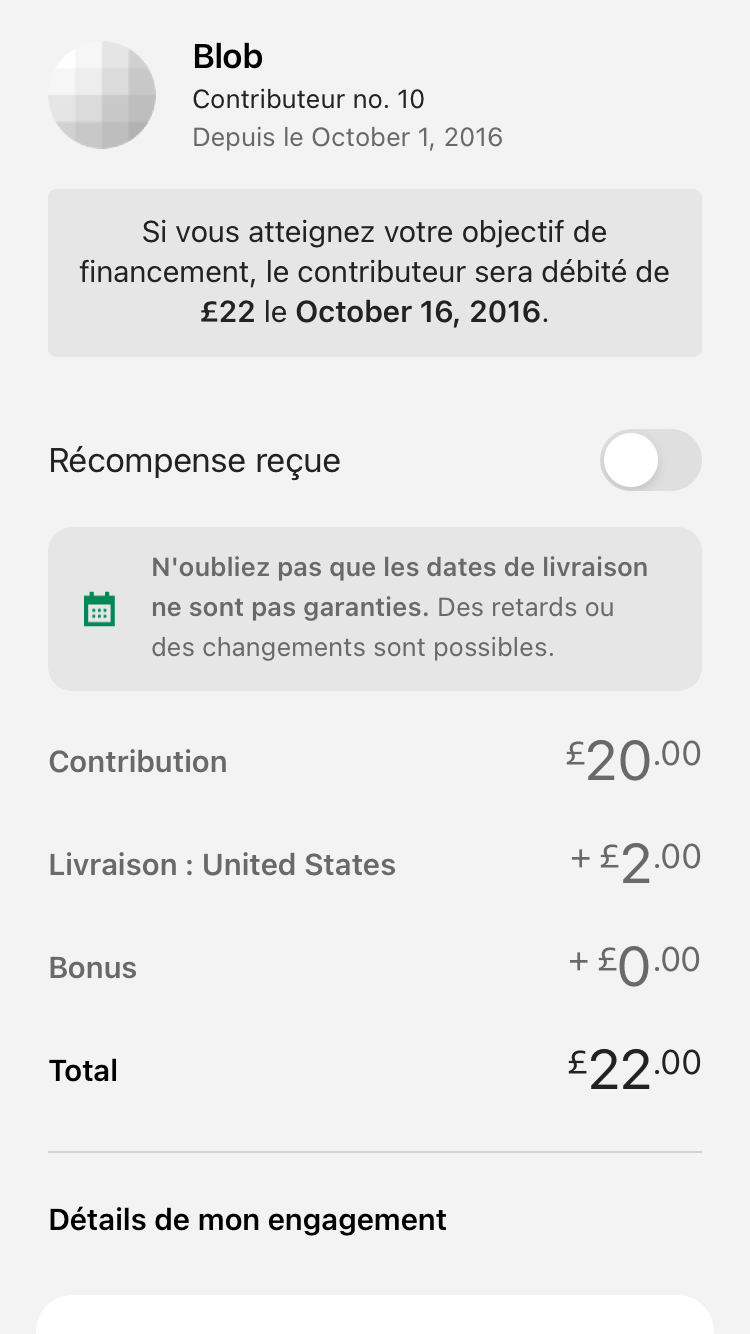 Blob
Contributeur no. 10
Depuis le October 1, 2016
Si vous atteignez votre objectif de
financement, le contributeur sera débité de
£22 le October 16, 2016.
Récompense reçue
N'oubliez pas que les dates de livraison
ne sont pas garanties. Des retards ou
des changements sont possibles.
Contribution £20.00
Livraison : United States + £2.00
Bonus + £0.00
Total £22.00
Détails de mon engagement